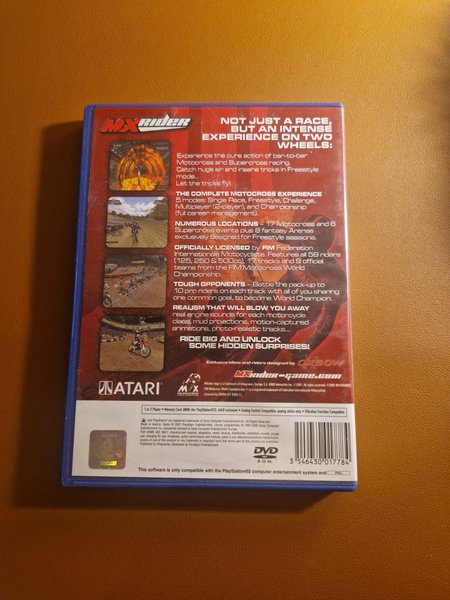 MX RIDER
NOT JUST A RACE,
BUT AN INTENSE
EXPERIENCE ON TWO
WHEELS:
Experience the pure action of bar-to-bar
Motocross and Supercross racing.
Catch huge air and insane tricks in Freestyle
mode...
Let the tricks fly!
THE COMPLETE MOTOCROSS EXPERIENCE
5 modes: Single Race, Freestyle, Challenge,
Multiplayer (2-player), and Championship
(full career management).
NUMEROUS LOCATIONS - 17 Motocross and 6
Supercross events plus 8 fantasy Arenas
exclusively designed for Freestyle sessions.
OFFICIALLY LICENSED by FIM Federation
Internationale Motocycliste. Features all 59 riders
(125, 250 & 500cc), 17 tracks and 9 official
teams from the FIM Motocross World
Championship.
TOUGH OPPONENTS - Battle the pack-up to
10 pro riders on each track with all of you sharing
one common goal, to become World Champion.
REALISM THAT WILL BLOW YOU AWAY
real engine sounds for each motorcycle
class, mud projections, motion-captured
animations, photo-realistic tracks...
RIDE BIG AND UNLOCK
SOME HIDDEN SURPRISES!
Exclusive bikes and riders designed by oxbow
MXrider-game.com
ATARI
DVD
ROM
3 546430 017784
This software is only compatible with the PlayStation®2 computer entertainment system and
PAL